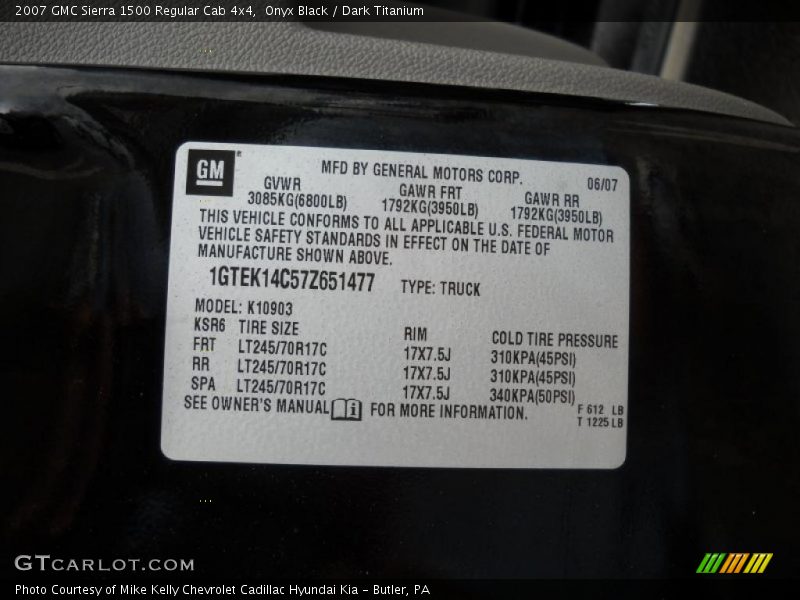 2007 GMC Sierra 1500 Regular Cab 4x4, Onyx Black / Dark Titanium
GM®
MFD BY GENERAL MOTORS CORP. 06/07
GVWR GAWR FRT GAWR RR
3085KG(6800LB) 1792KG(3950LB) 1792KG(3950LB)
THIS VEHICLE CONFORMS TO ALL APPLICABLE U.S. FEDERAL MOTOR
VEHICLE SAFETY STANDARDS IN EFFECT ON THE DATE OF
MANUFACTURE SHOWN ABOVE.
1GTEK14C57Z651477 TYPE: TRUCK
MODEL: K10903
KSR6 TIRE SIZE RIM COLD TIRE PRESSURE
FRT LT245/70R17C 17X7.5J 310KPA(45PSI)
RR LT245/70R17C 17X7.5J 310KPA(45PSI)
SPA LT245/70R17C 17X7.5J 340KPA(50PSI)
SEE OWNER'S MANUAL i FOR MORE INFORMATION.
F 612 LB
T 1225 LB
GTCARLOT.COM
Photo Courtesy of Mike Kelly Chevrolet Cadillac Hyundai Kia – Butler, PA